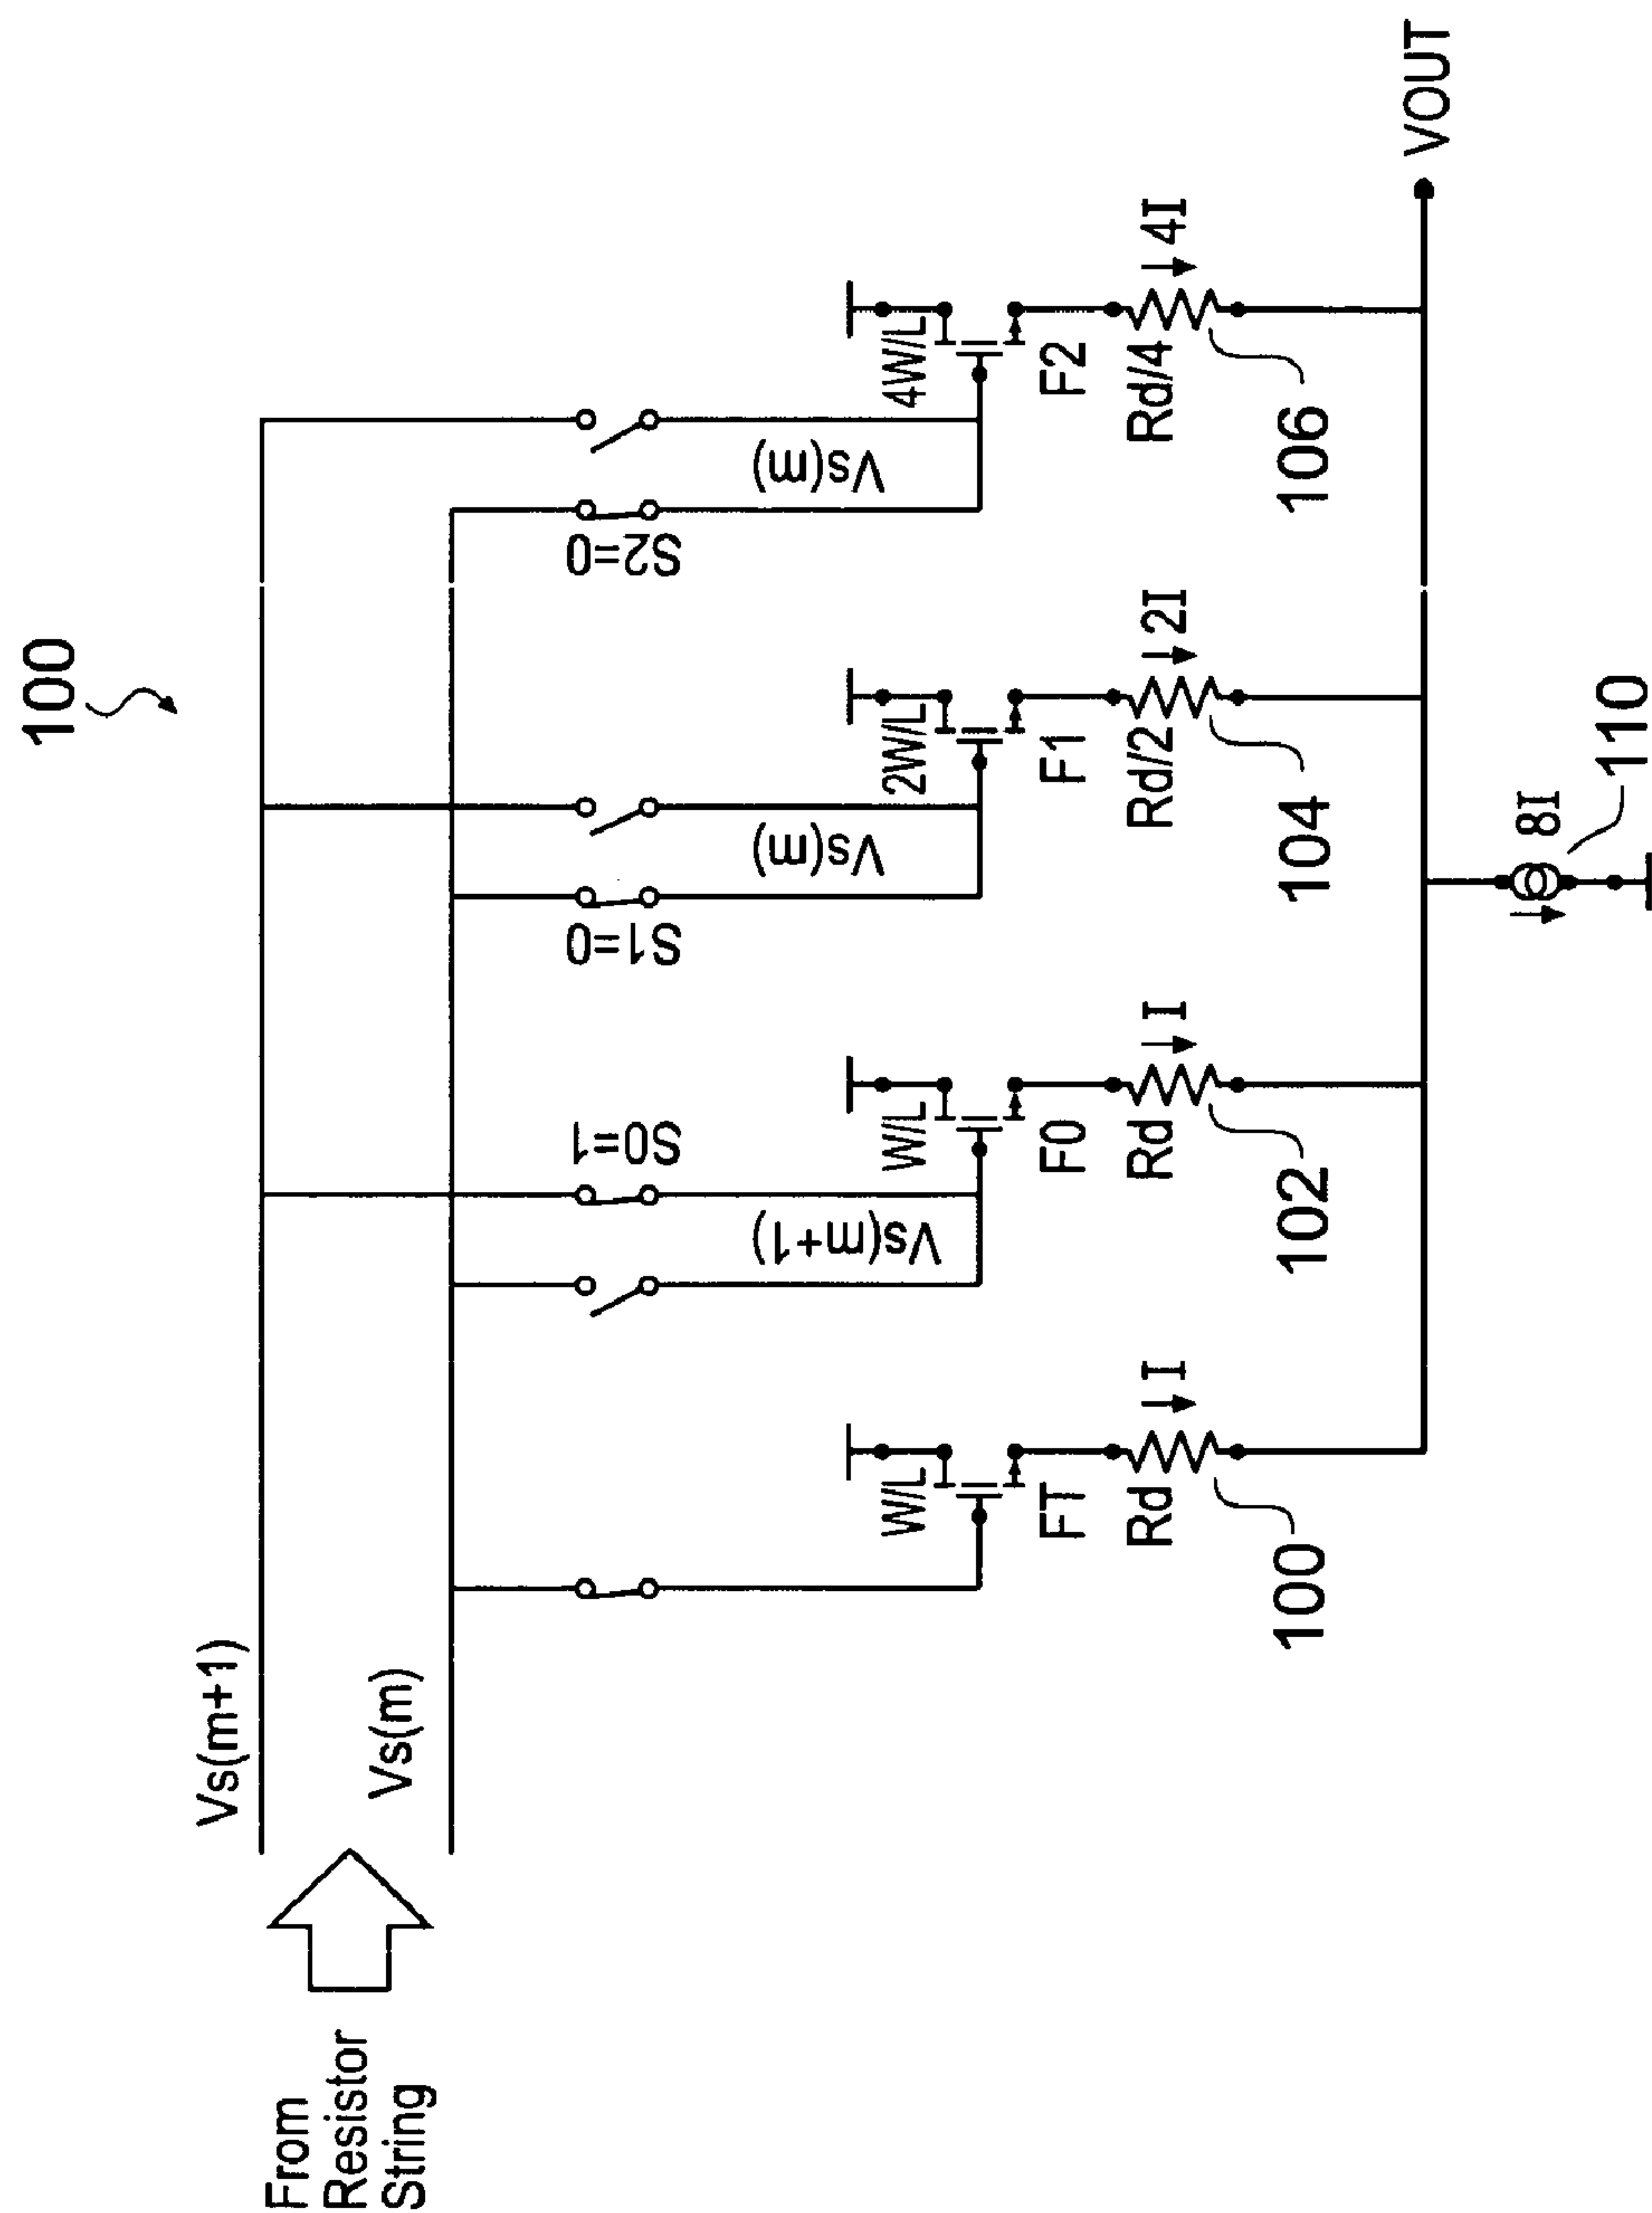 100
Vs(m+1)
Vs(m)
From
Resistor
String
S0=1
S1=0
S2=0
Vs(m+1)
Vs(m)
Vs(m)
W/L
W/L
2W/L
4W/L
FT
F0
F1
F2
Rd
I
Rd
I
Rd/2
2I
Rd/4
4I
100
102
104
106
VOUT
8I
110